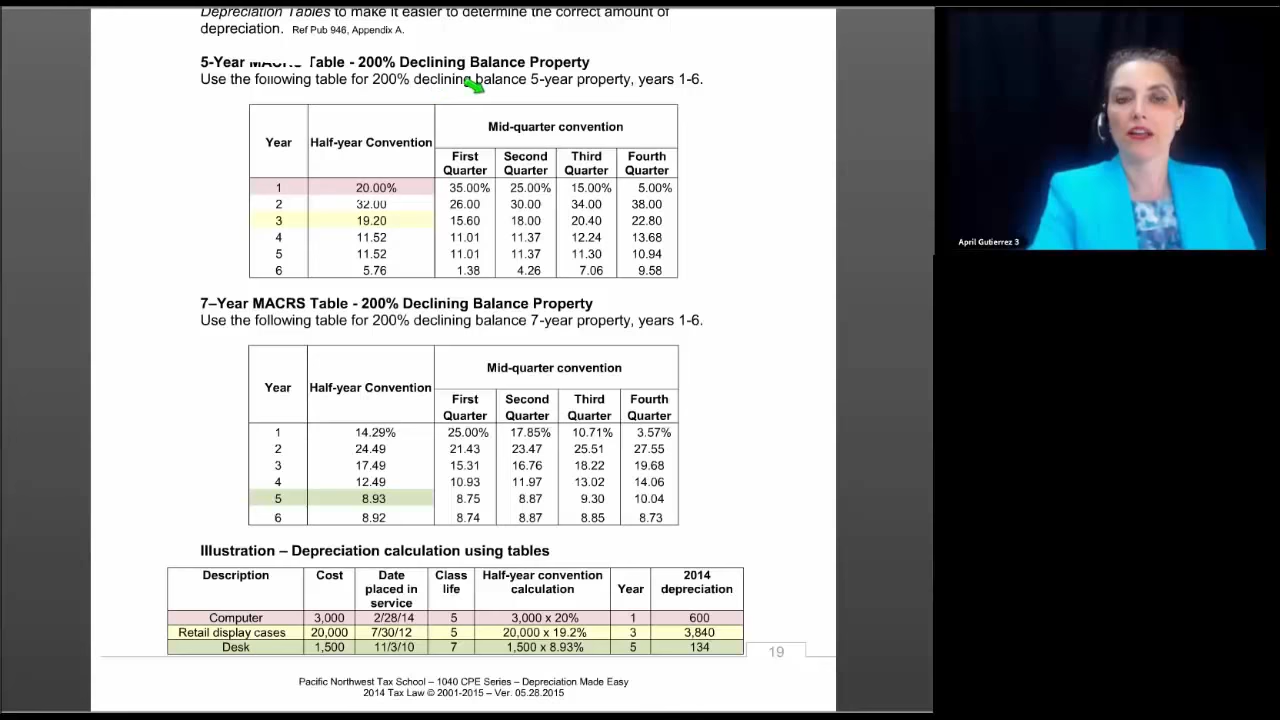 Depreciation Tables to make it easier to determine the correct amount of
depreciation. Ref Pub 946, Appendix A.
5-Year MACRS Table - 200% Declining Balance Property
Use the following table for 200% declining balance 5-year property, years 1-6.
Year Half-year Convention Mid-quarter convention
First Quarter Second Quarter Third Quarter Fourth Quarter
1 20.00% 35.00% 25.00% 15.00% 5.00%
2 32.00 26.00 30.00 34.00 38.00
3 19.20 15.60 18.00 20.40 22.80
4 11.52 11.01 11.37 12.24 13.68
5 11.52 11.01 11.37 11.30 10.94
6 5.76 1.38 4.26 7.06 9.58
7–Year MACRS Table - 200% Declining Balance Property
Use the following table for 200% declining balance 7-year property, years 1-6.
Year Half-year Convention Mid-quarter convention
First Quarter Second Quarter Third Quarter Fourth Quarter
1 14.29% 25.00% 17.85% 10.71% 3.57%
2 24.49 21.43 23.47 25.51 27.55
3 17.49 15.31 16.76 18.22 19.68
4 12.49 10.93 11.97 13.02 14.06
5 8.93 8.75 8.87 9.30 10.04
6 8.92 8.74 8.87 8.85 8.73
Illustration – Depreciation calculation using tables
Description Cost Date placed in service Class life Half-year convention calculation Year 2014 depreciation
Computer 3,000 2/28/14 5 3,000 x 20% 1 600
Retail display cases 20,000 7/30/12 5 20,000 x 19.2% 3 3,840
Desk 1,500 11/3/10 7 1,500 x 8.93% 5 134
19
Pacific Northwest Tax School – 1040 CPE Series – Depreciation Made Easy
2014 Tax Law © 2001-2015 – Ver. 05.28.2015
April Gutierrez 3